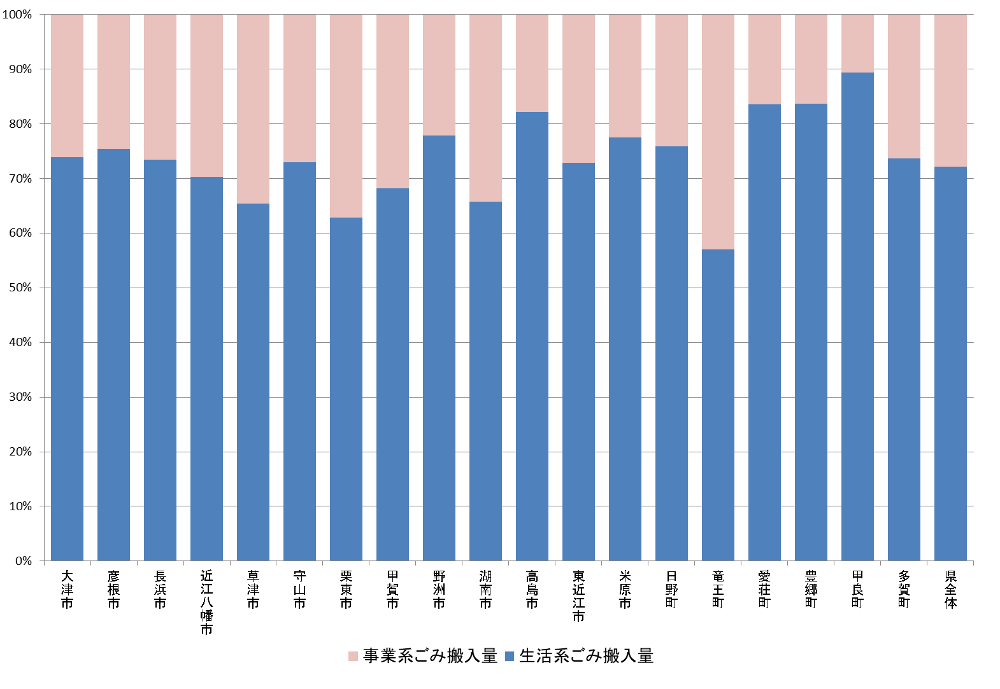 100%
90%
80%
70%
60%
50%
40%
30%
20%
10%
0%
大津市
彦根市
長浜市
近江八幡市
草津市
守山市
栗東市
甲賀市
野洲市
湖南市
高島市
東近江市
米原市
日野町
竜王町
愛荘町
豊郷町
甲良町
多賀町
県全体
事業系ごみ搬入量 生活系ごみ搬入量